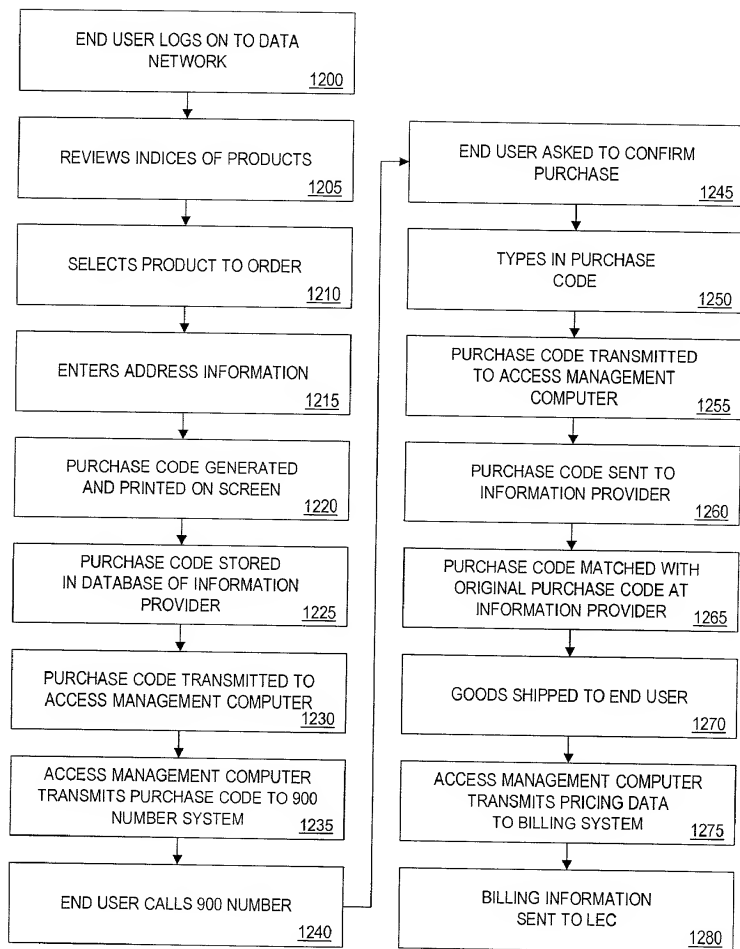 END USER LOGS ON TO DATA
NETWORK
1200
REVIEWS INDICES OF PRODUCTS
1205
SELECTS PRODUCT TO ORDER
1210
ENTERS ADDRESS INFORMATION
1215
PURCHASE CODE GENERATED
AND PRINTED ON SCREEN
1220
PURCHASE CODE STORED
IN DATABASE OF INFORMATION
PROVIDER
1225
PURCHASE CODE TRANSMITTED TO
ACCESS MANAGEMENT COMPUTER
1230
ACCESS MANAGEMENT COMPUTER
TRANSMITS PURCHASE CODE TO 900
NUMBER SYSTEM
1235
END USER CALLS 900 NUMBER
1240
END USER ASKED TO CONFIRM
PURCHASE
1245
TYPES IN PURCHASE
CODE
1250
PURCHASE CODE TRANSMITTED
TO ACCESS MANAGEMENT
COMPUTER
1255
PURCHASE CODE SENT TO
INFORMATION PROVIDER
1260
PURCHASE CODE MATCHED WITH
ORIGINAL PURCHASE CODE AT
INFORMATION PROVIDER
1265
GOODS SHIPPED TO END USER
1270
ACCESS MANAGEMENT COMPUTER
TRANSMITS PRICING DATA
TO BILLING SYSTEM
1275
BILLING INFORMATION
SENT TO LEC
1280